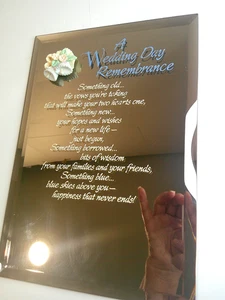 A
Wedding Day
Remembrance
Something old...
the vows you're taking
that will make your two hearts one,
Something new...
your hopes and wishes
for a new life—
just begun,
Something borrowed...
bits of wisdom
from your families and your friends,
Something blue...
blue skies above you—
happiness that never ends!